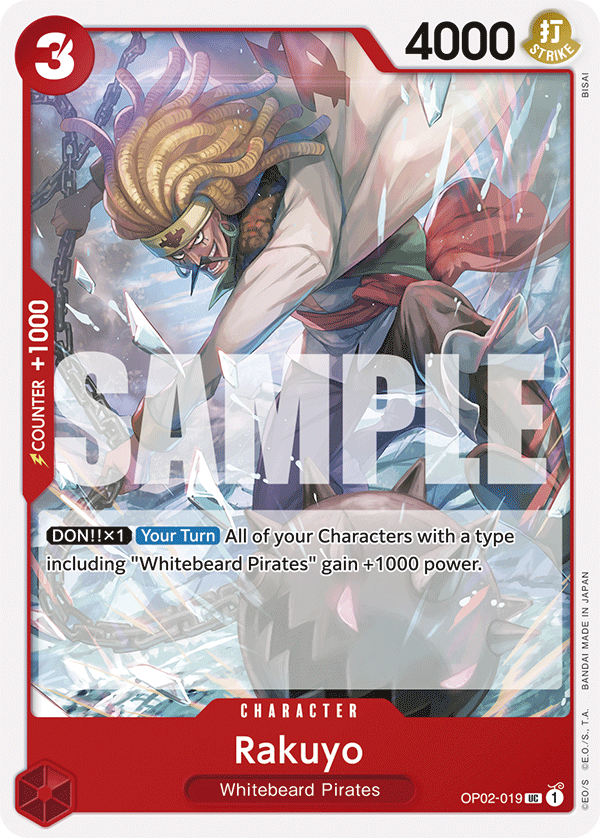 3
4000
打
STRIKE
BISAI
COUNTER +1000
SAMPLE
DON!!×1 Your Turn All of your Characters with a type
including "Whitebeard Pirates" gain +1000 power.
CHARACTER
Rakuyo
Whitebeard Pirates
OP02-019 UC 1
©EO/S ©E.O./S., T.A. BANDAI MADE IN JAPAN